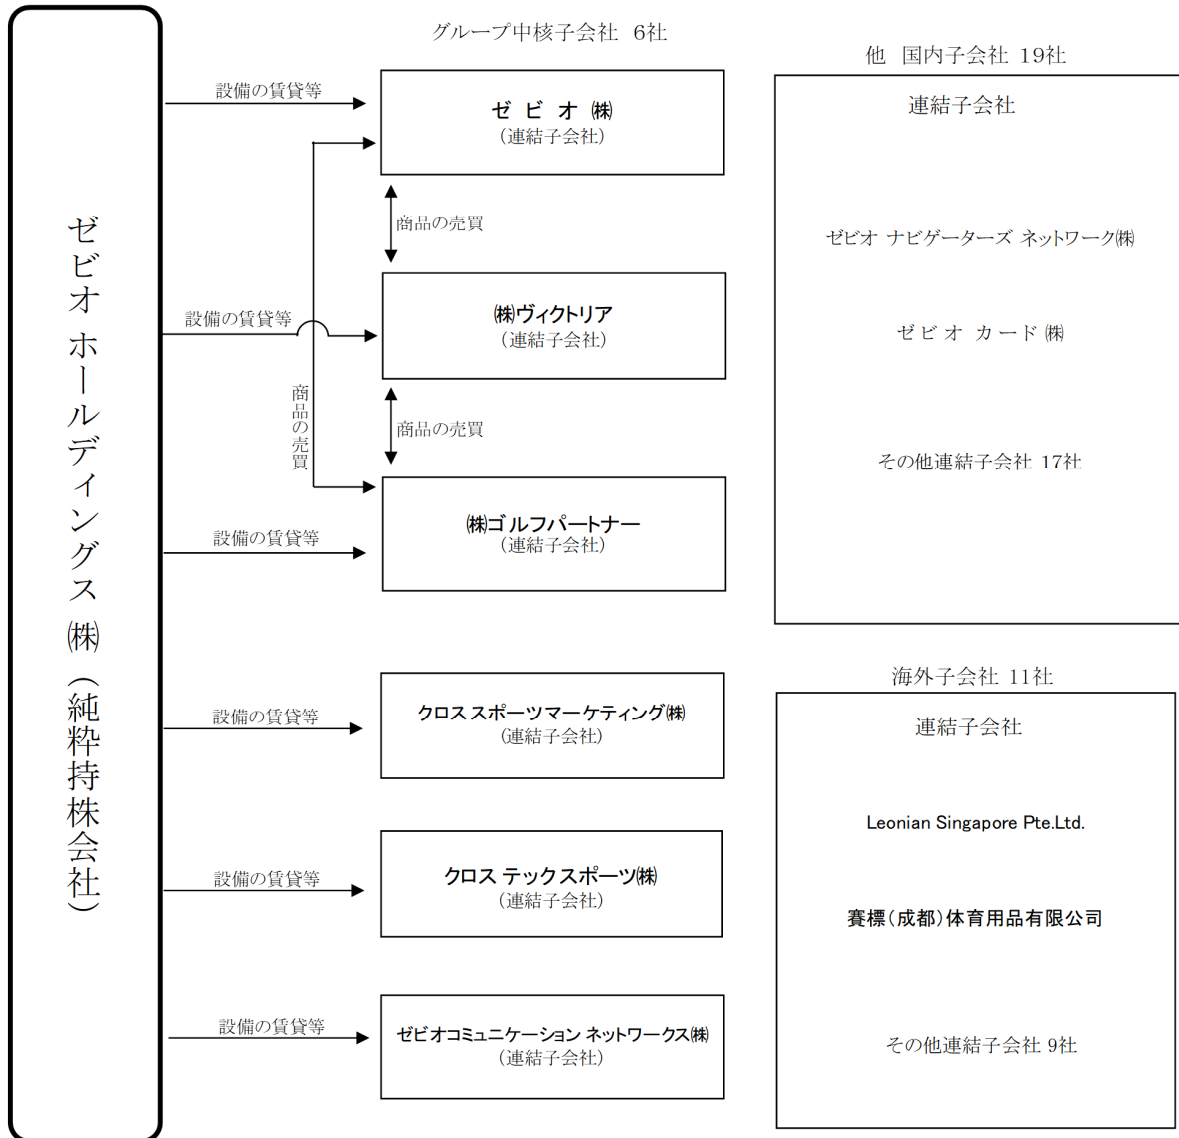 ゼビオ ホールディングス ㈱ (純粋持株会社)
グループ中核子会社 6社
設備の賃貸等
ゼ ビ オ ㈱
(連結子会社)
商品の売買
設備の賃貸等
㈱ヴィクトリア
(連結子会社)
商品の売買
商品の売買
設備の賃貸等
㈱ゴルフパートナー
(連結子会社)
設備の賃貸等
クロス スポーツマーケティング㈱
(連結子会社)
設備の賃貸等
クロス テック スポーツ㈱
(連結子会社)
設備の賃貸等
ゼビオコミュニケーション ネットワークス㈱
(連結子会社)
他 国内子会社 19社
連結子会社
ゼビオ ナビゲーターズ ネットワーク㈱
ゼ ビ オ カ ー ド ㈱
その他連結子会社 17社
海外子会社 11社
連結子会社
Leonian Singapore Pte.Ltd.
賽標(成都)体育用品有限公司
その他連結子会社 9社